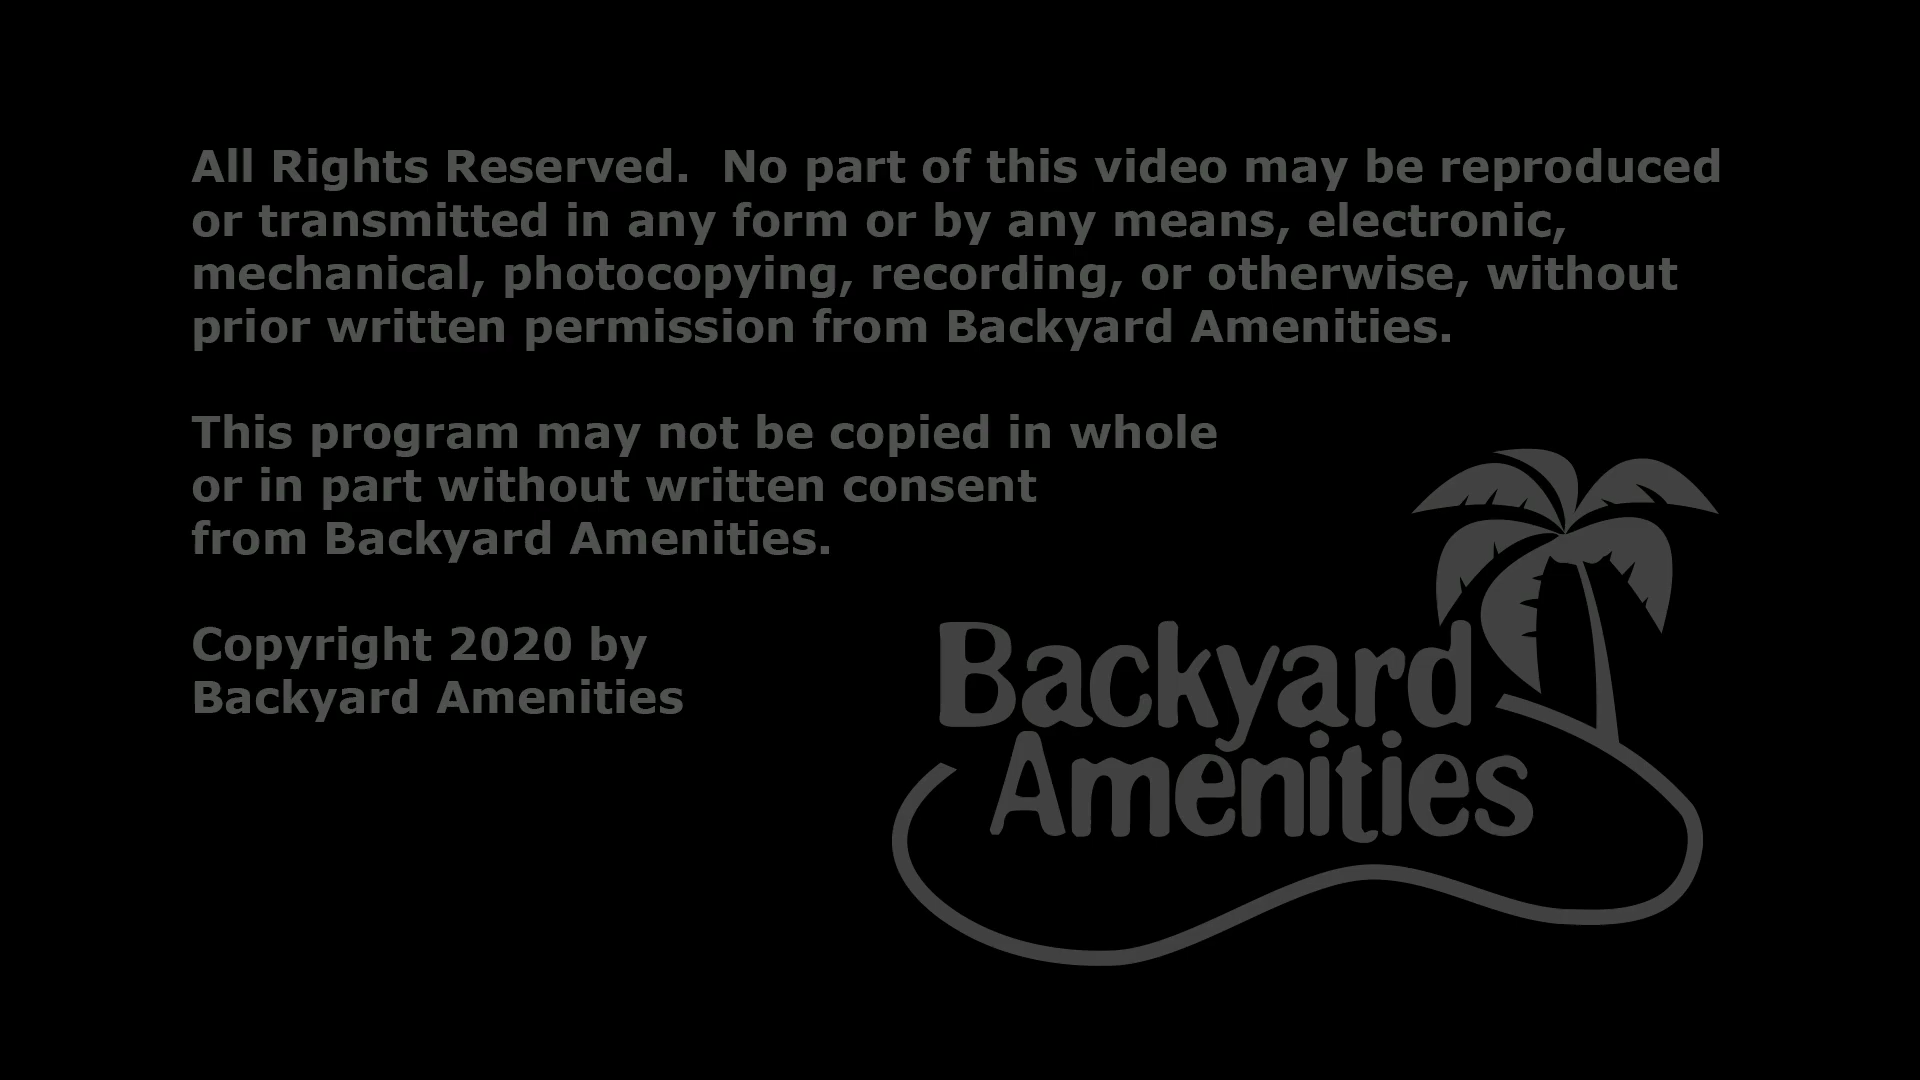 All Rights Reserved.  No part of this video may be reproduced
or transmitted in any form or by any means, electronic,
mechanical, photocopying, recording, or otherwise, without
prior written permission from Backyard Amenities.
This program may not be copied in whole
or in part without written consent
from Backyard Amenities.
Copyright 2020 by
Backyard Amenities
Backyard
Amenities